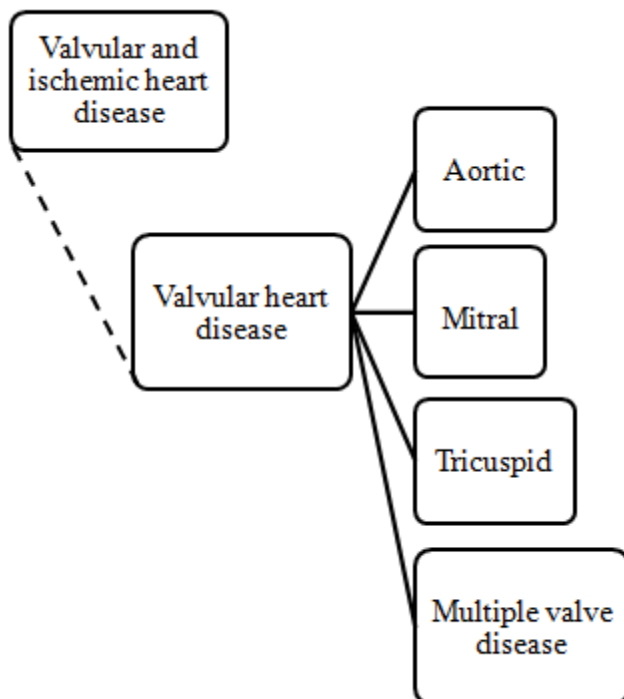 Valvular and
ischemic heart
disease
Aortic
Valvular heart
disease
Mitral
Tricuspid
Multiple valve
disease